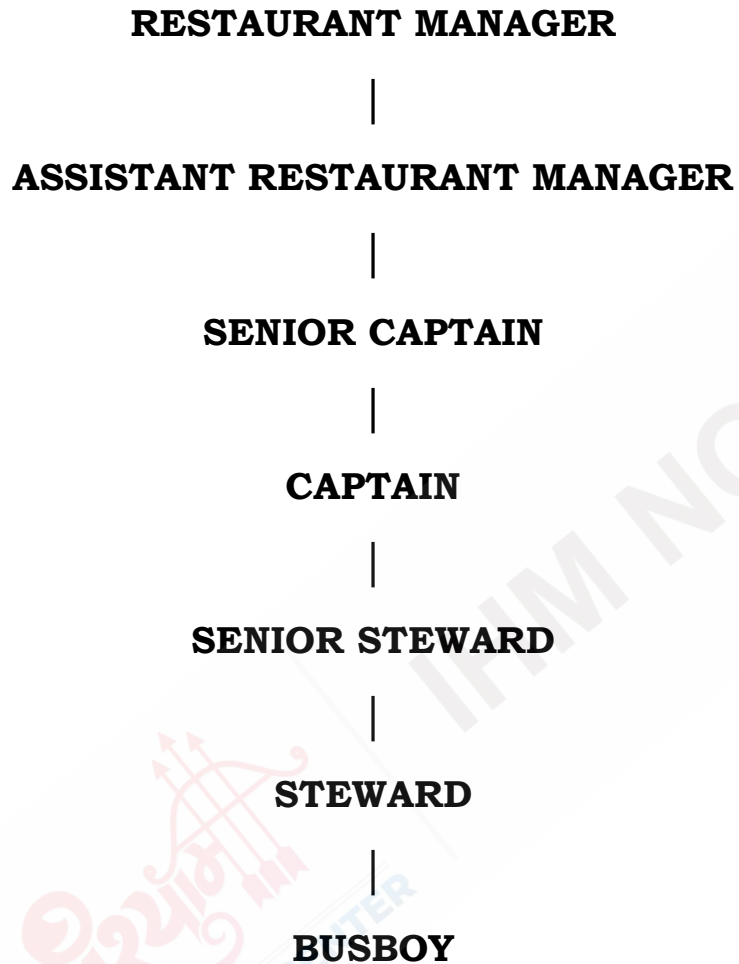 RESTAURANT MANAGER
ASSISTANT RESTAURANT MANAGER
SENIOR CAPTAIN
CAPTAIN
SENIOR STEWARD
STEWARD
BUSBOY